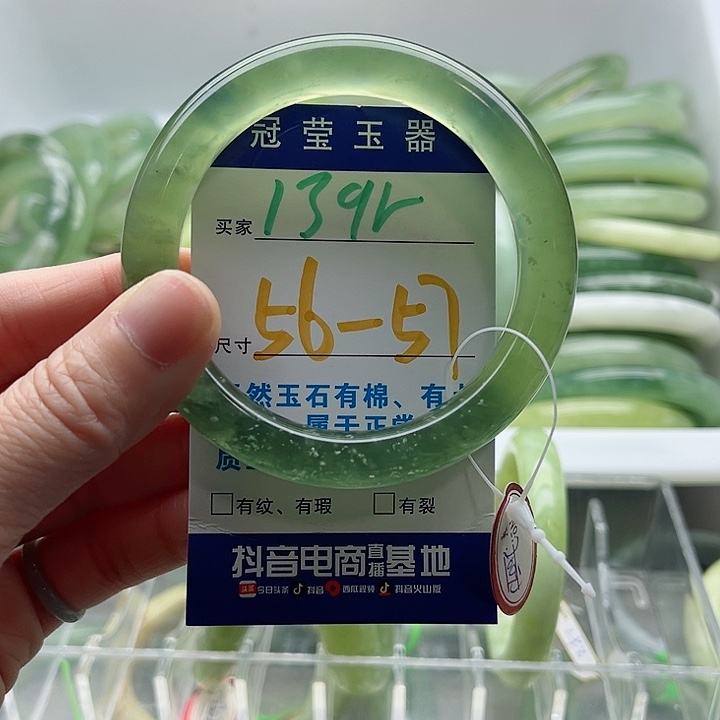 冠莹玉器
买家 139r
尺寸 56-57
然玉石有棉、有
属于正常
质
□有纹、有瑕 □有裂
抖音电商直播基地
头条 今日头条 抖音 西瓜视频 抖音火山版